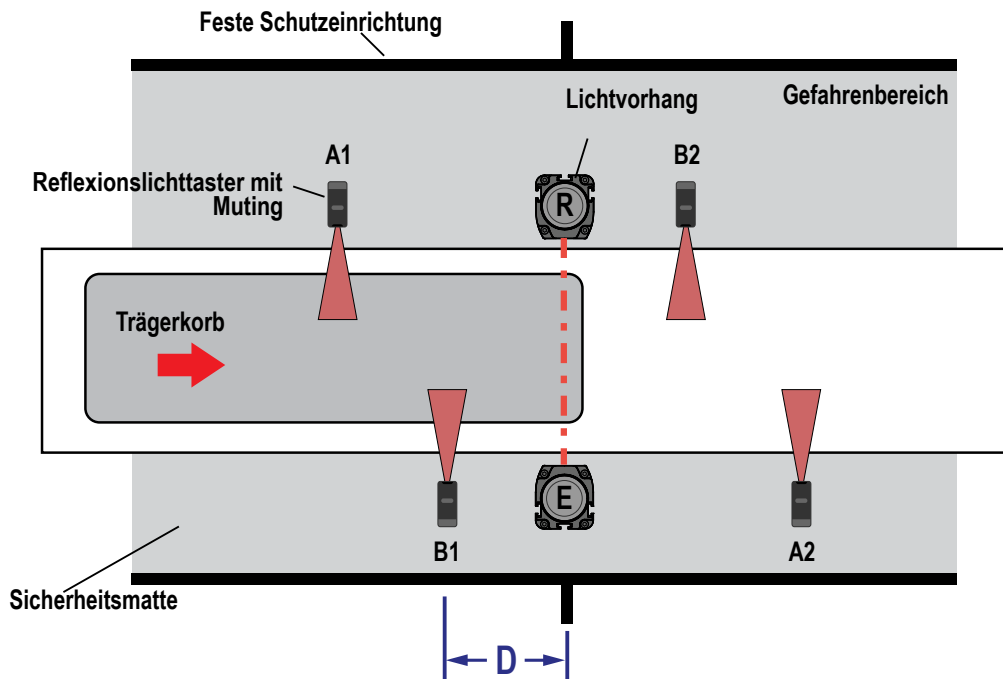 Feste Schutzeinrichtung
Lichtvorhang
Gefahrenbereich
A1
B2
Reflexionslichttaster mit
Muting
R
Trägerkorb
E
B1
A2
Sicherheitsmatte
D